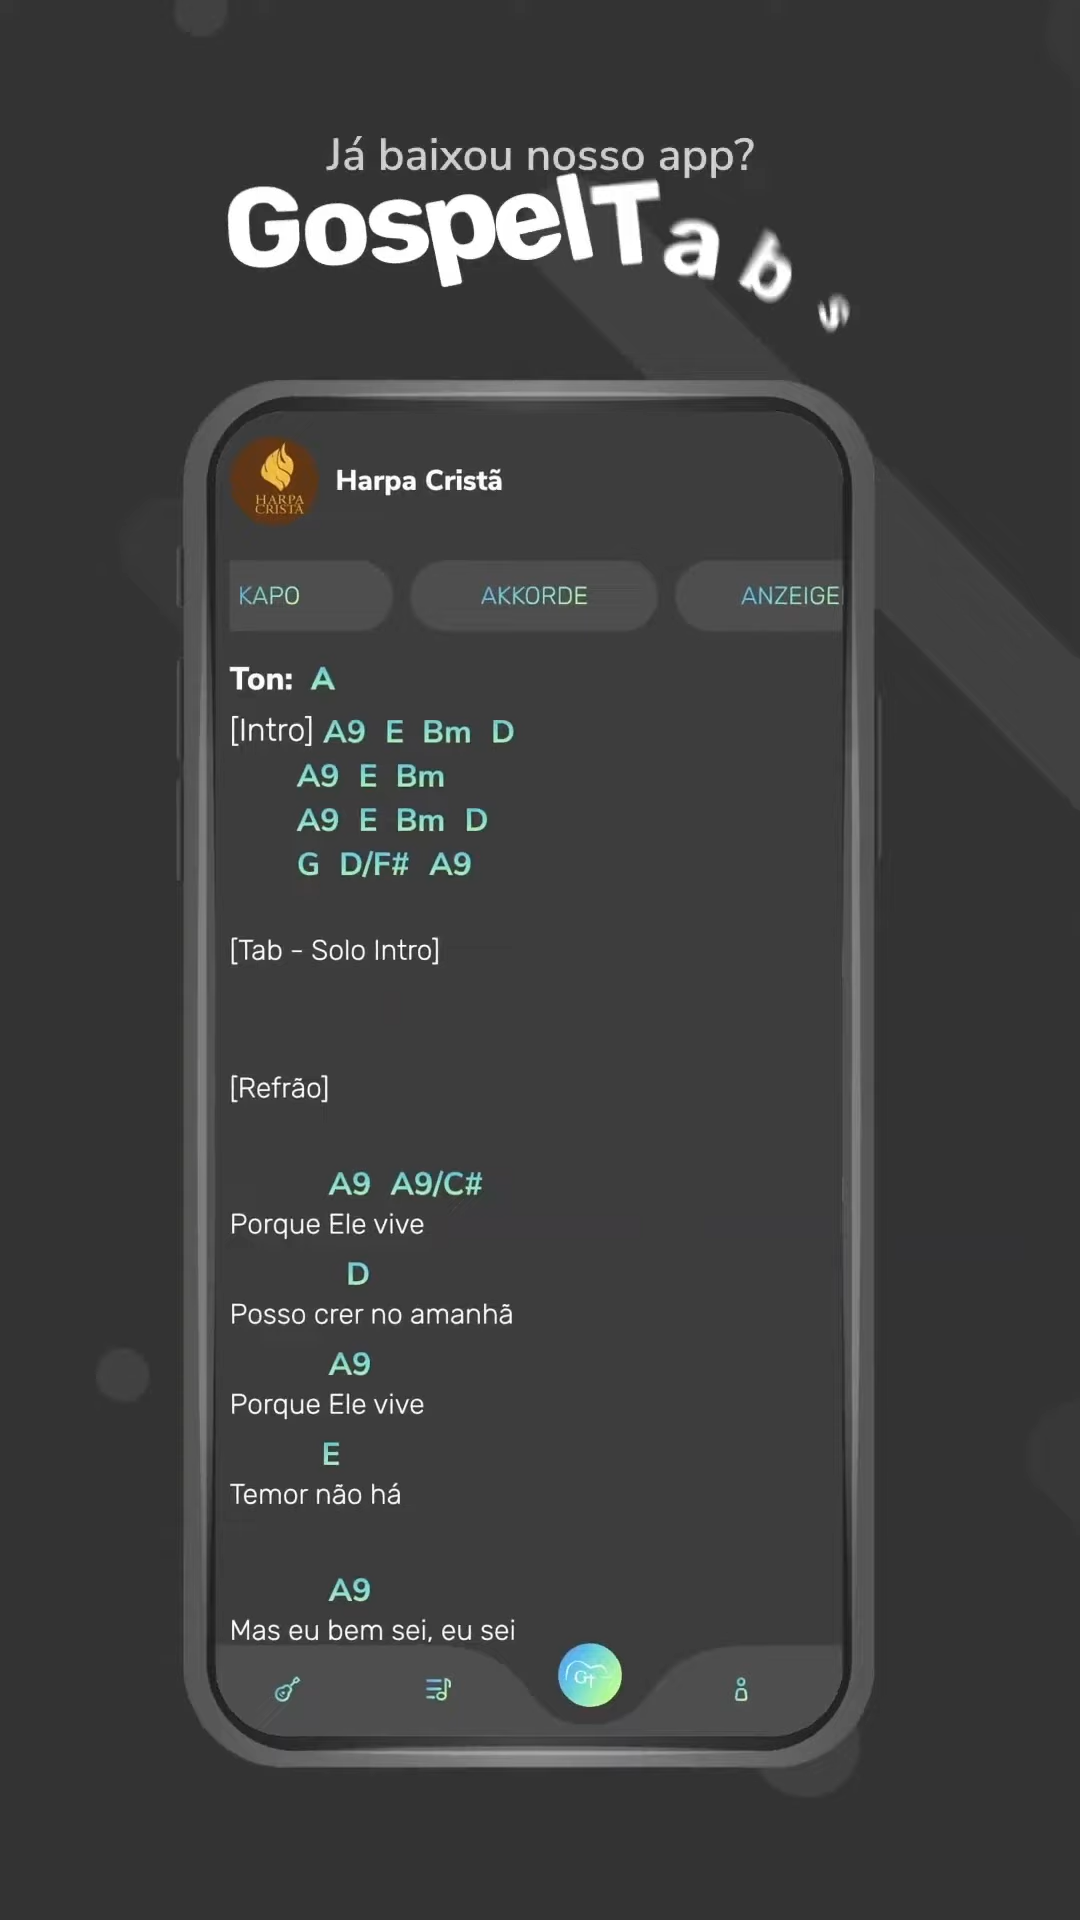 Já baixou nosso app?
GospelTabs
HARPA
CRISTÃ
Harpa Cristã
KAPO
AKKORDE
ANZEIGE
Ton: A
[Intro] A9 E Bm D
A9 E Bm
A9 E Bm D
G D/F# A9
[Tab - Solo Intro]
[Refrão]
A9 A9/C#
Porque Ele vive
D
Posso crer no amanhã
A9
Porque Ele vive
E
Temor não há
A9
Mas eu bem sei, eu sei
GT